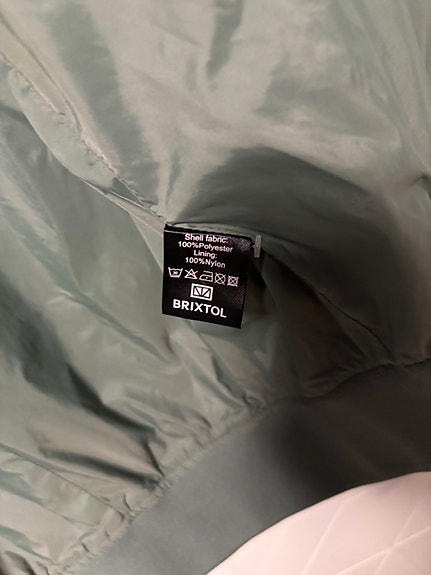 Shell fabric:
100%Polyester
Lining:
100%Nylon
BRIXTOL